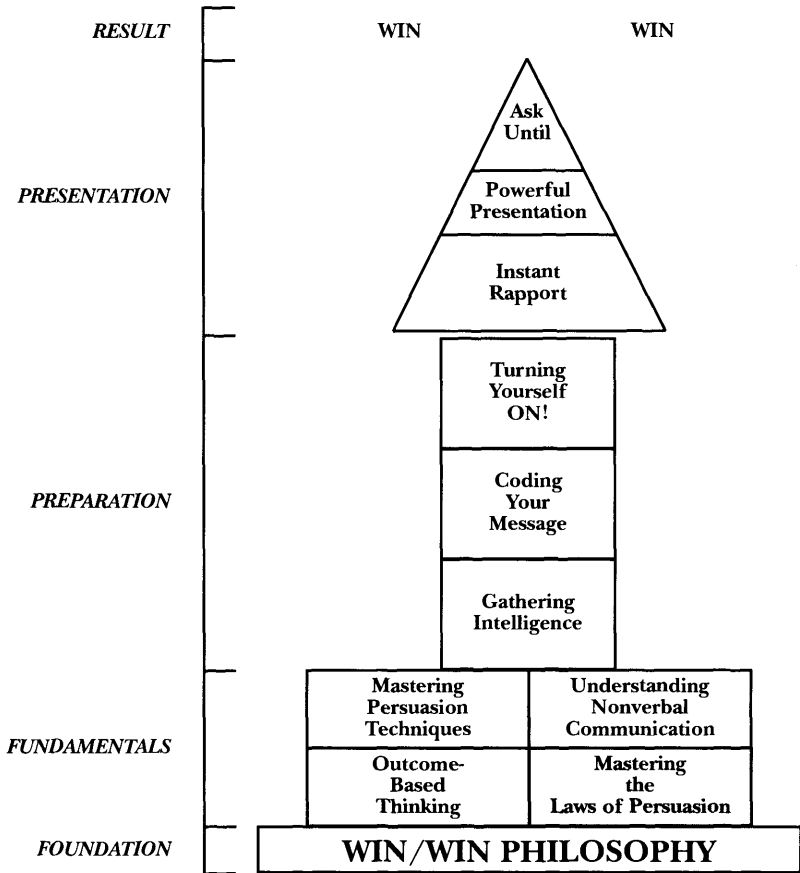 RESULT WIN WIN
Ask
Until
PRESENTATION
Powerful
Presentation
Instant
Rapport
Turning
Yourself
ON!
PREPARATION
Coding
Your
Message
Gathering
Intelligence
Mastering
Persuasion
Techniques
Understanding
Nonverbal
Communication
FUNDAMENTALS
Outcome-
Based
Thinking
Mastering
the
Laws of Persuasion
FOUNDATION
WIN/WIN PHILOSOPHY